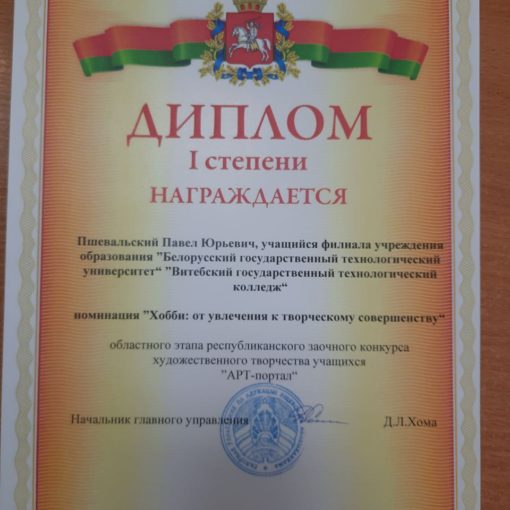 ДИПЛОМ
I степени
НАГРАЖДАЕТСЯ
Пшевальский Павел Юрьевич, учащийся филиала учреждения
образования ”Белорусский государственный технологический
университет“ ”Витебский государственный технологический
колледж“
номинация ”Хобби: от увлечения к творческому совершенству“
областного этапа республиканского заочного конкурса
художественного творчества учащихся
”АРТ-портал“
Начальник главного управления Д.Л.Хома